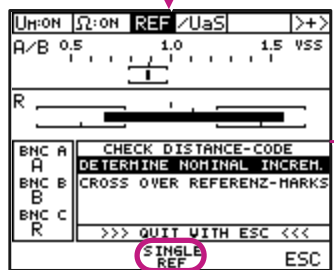 UM:ON Ω:ON REF /UaS >+>
A/B 0.5 1.0 1.5 VSS
R
BNC A CHECK DISTANCE-CODE
A DETERMINE NOMINAL INCREM.
BNC B CROSS OVER REFERENZ-MARKS
B
BNC C
R >>> QUIT WITH ESC <<<
SINGLE
REF ESC